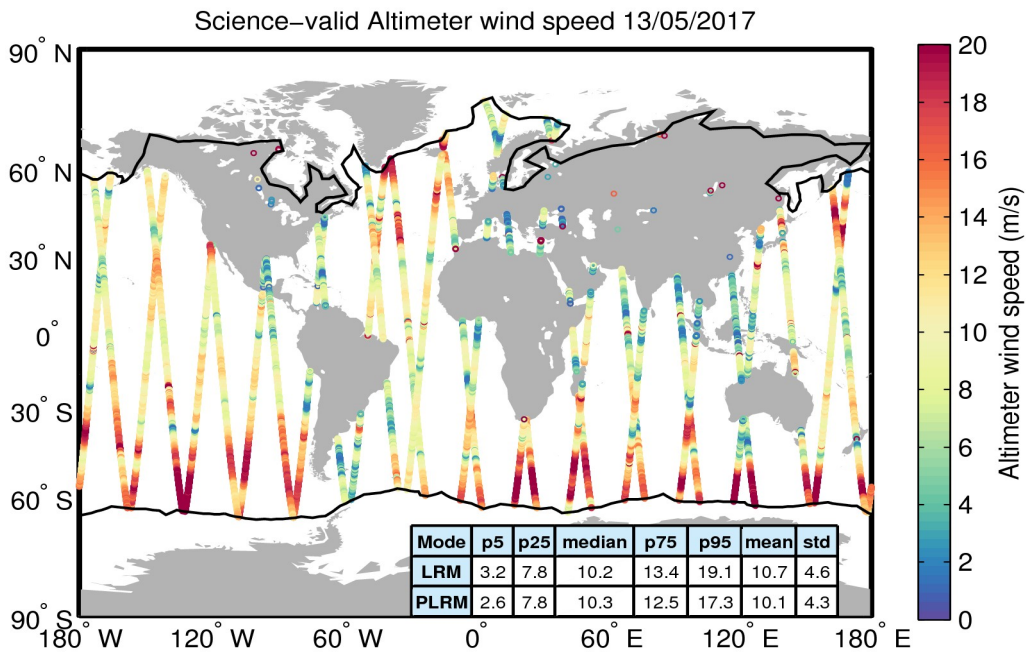 Science-valid Altimeter wind speed 13/05/2017
90° N
60° N
30° N
0°
30° S
60° S
90° S
180° W
120° W
60° W
0°
60° E
120° E
180° E
Mode p5 p25 median p75 p95 mean std
LRM 3.2 7.8 10.2 13.4 19.1 10.7 4.6
PLRM 2.6 7.8 10.3 12.5 17.3 10.1 4.3
20
18
16
14
12
10
8
6
4
2
0
Altimeter wind speed (m/s)